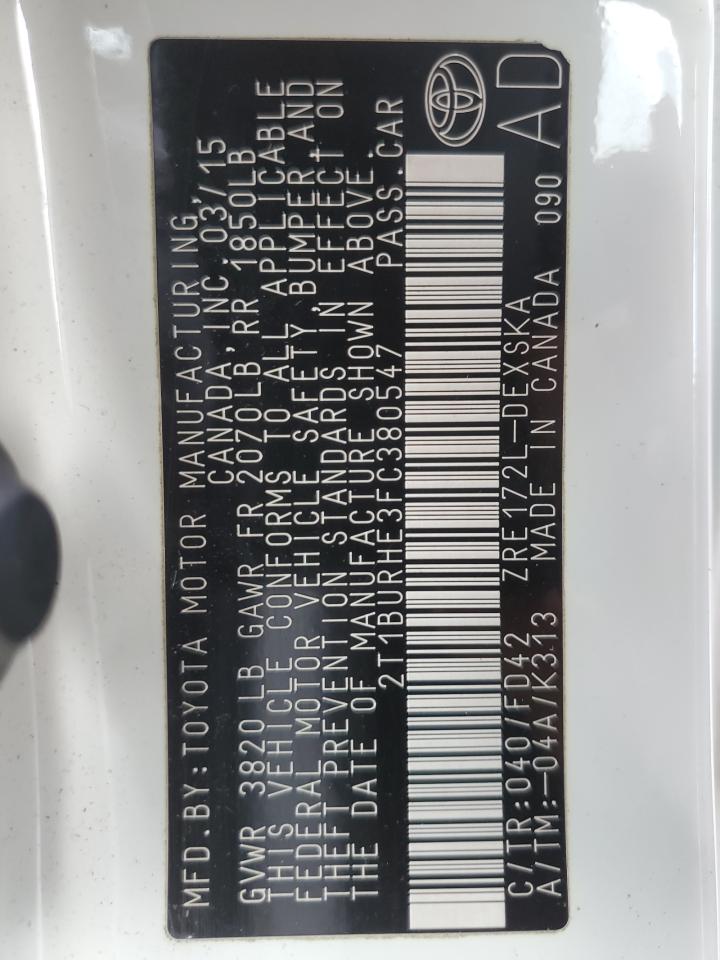 MFD.BY:TOYOTA MOTOR MANUFACTURING,
CANADA, INC.03/15
GVWR 3820LB GAWR FR 2070LB, RR 1850LB
THIS VEHICLE CONFORMS TO ALL APPLICABLE
FEDERAL MOTOR VEHICLE SAFETY, BUMPER AND
THEFT PREVENTION STANDARDS IN EFFECT ON
THE DATE OF MANUFACTURE SHOWN ABOVE.
2T1BURHE3FC380547 PASS.CAR
C/TR:040/FD42 ZRE172L-DEXSKA
A/TM:-04A/K313 MADE IN CANADA 090
AD